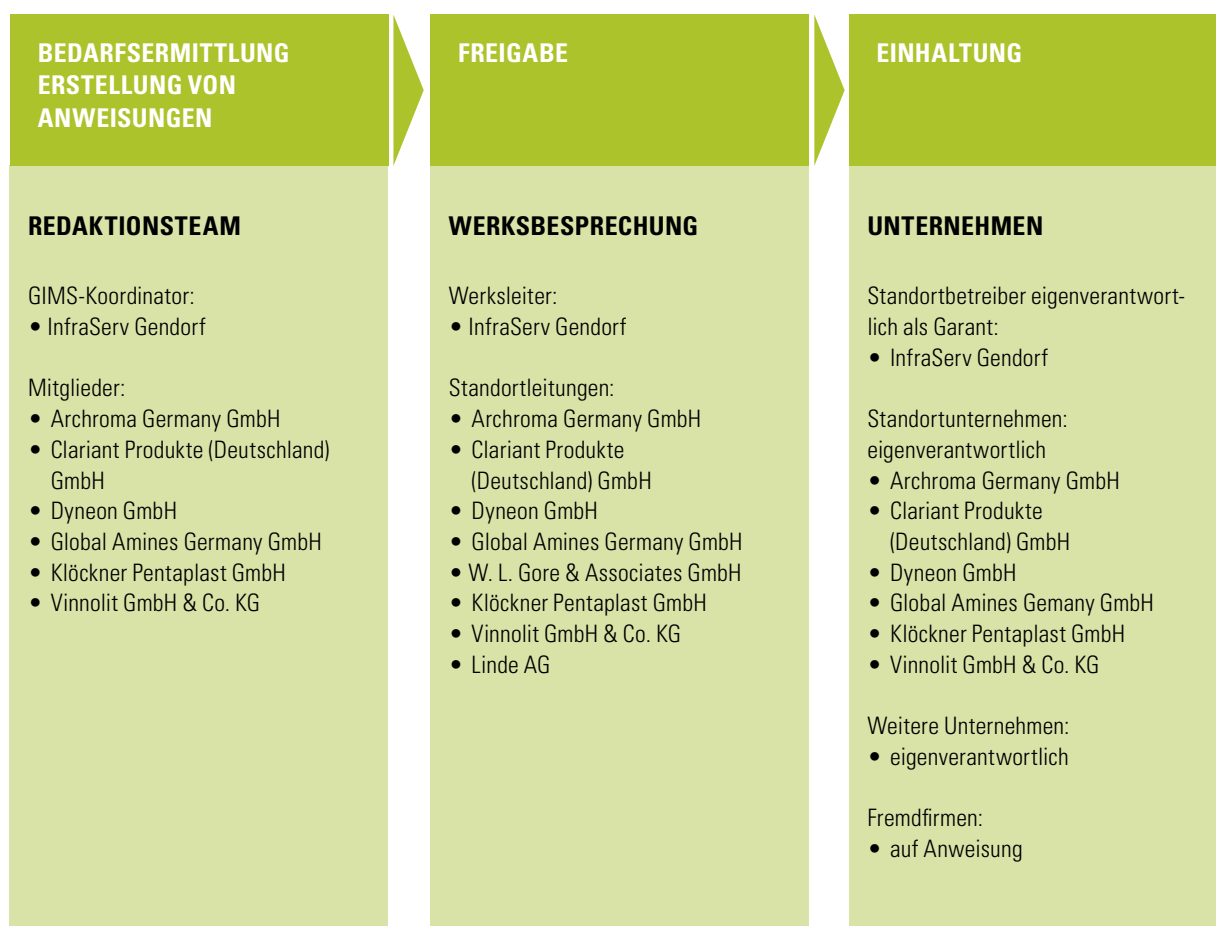 BEDARFSERMITTLUNG
ERSTELLUNG VON
ANWEISUNGEN
REDAKTIONSTEAM
GIMS-Koordinator:
• InfraServ Gendorf
Mitglieder:
• Archroma Germany GmbH
• Clariant Produkte (Deutschland)
GmbH
• Dyneon GmbH
• Global Amines Germany GmbH
• Klöckner Pentaplast GmbH
• Vinnolit GmbH & Co. KG
FREIGABE
WERKSBESPRECHUNG
Werksleiter:
• InfraServ Gendorf
Standortleitungen:
• Archroma Germany GmbH
• Clariant Produkte
(Deutschland) GmbH
• Dyneon GmbH
• Global Amines Germany GmbH
• W. L. Gore & Associates GmbH
• Klöckner Pentaplast GmbH
• Vinnolit GmbH & Co. KG
• Linde AG
EINHALTUNG
UNTERNEHMEN
Standortbetreiber eigenverantwort-
lich als Garant:
• InfraServ Gendorf
Standortunternehmen:
eigenverantwortlich
• Archroma Germany GmbH
• Clariant Produkte
(Deutschland) GmbH
• Dyneon GmbH
• Global Amines Gemany GmbH
• Klöckner Pentaplast GmbH
• Vinnolit GmbH & Co. KG
Weitere Unternehmen:
• eigenverantwortlich
Fremdfirmen:
• auf Anweisung